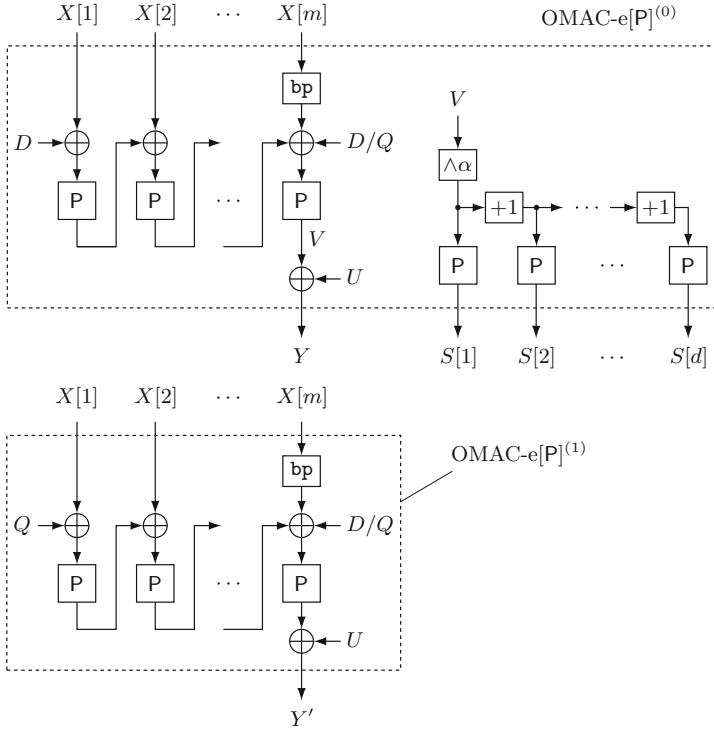 X[1] X[2] ··· X[m] OMAC-e[P]^(0)
bp
V
D D/Q
∧α
P P ··· P
+1 ··· +1
V
P P ··· P
U
Y S[1] S[2] ··· S[d]
X[1] X[2] ··· X[m]
OMAC-e[P]^(1)
bp
Q D/Q
P P ··· P
U
Y′